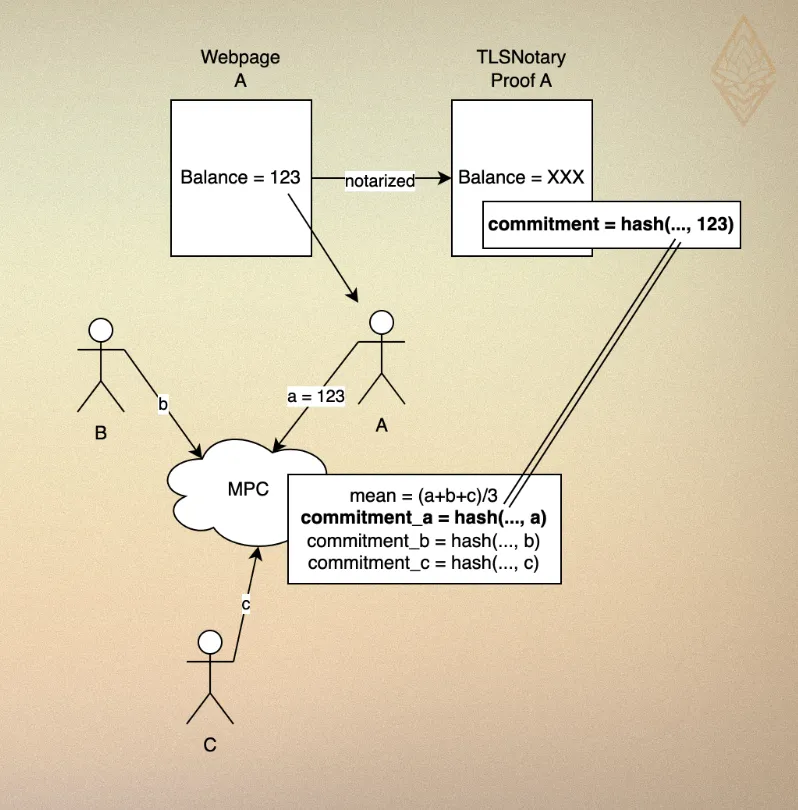 Webpage
A
TLSNotary
Proof A
Balance = 123
notarized
Balance = XXX
commitment = hash(..., 123)
b
a = 123
B
A
MPC
mean = (a+b+c)/3
commitment_a = hash(..., a)
commitment_b = hash(..., b)
commitment_c = hash(..., c)
c
C